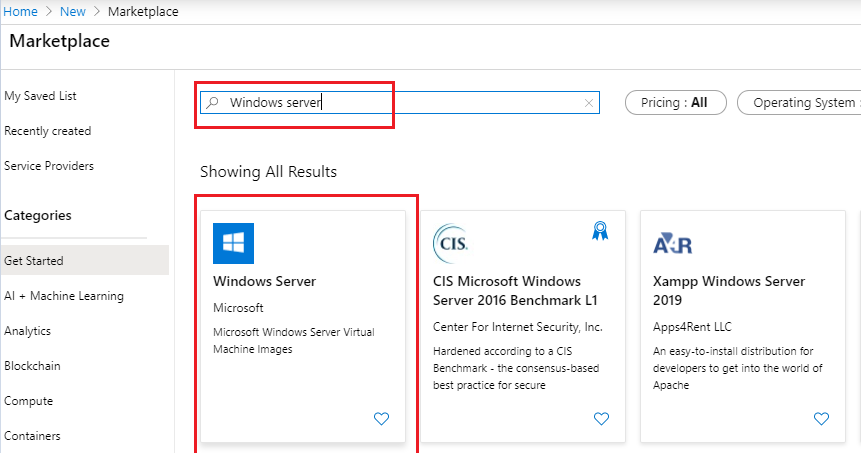 Home > New > Marketplace
Marketplace
My Saved List
Recently created
Service Providers
Categories
Get Started
AI + Machine Learning
Analytics
Blockchain
Compute
Containers
Windows server
Pricing : All
Operating System :
Showing All Results
Windows Server
Microsoft
Microsoft Windows Server Virtual
Machine Images
CIS.
CIS Microsoft Windows
Server 2016 Benchmark L1
Center For Internet Security, Inc.
Hardened according to a CIS
Benchmark - the consensus-based
best practice for secure
A4R
Xampp Windows Server
2019
Apps4Rent LLC
An easy-to-install distribution for
developers to get into the world of
Apache